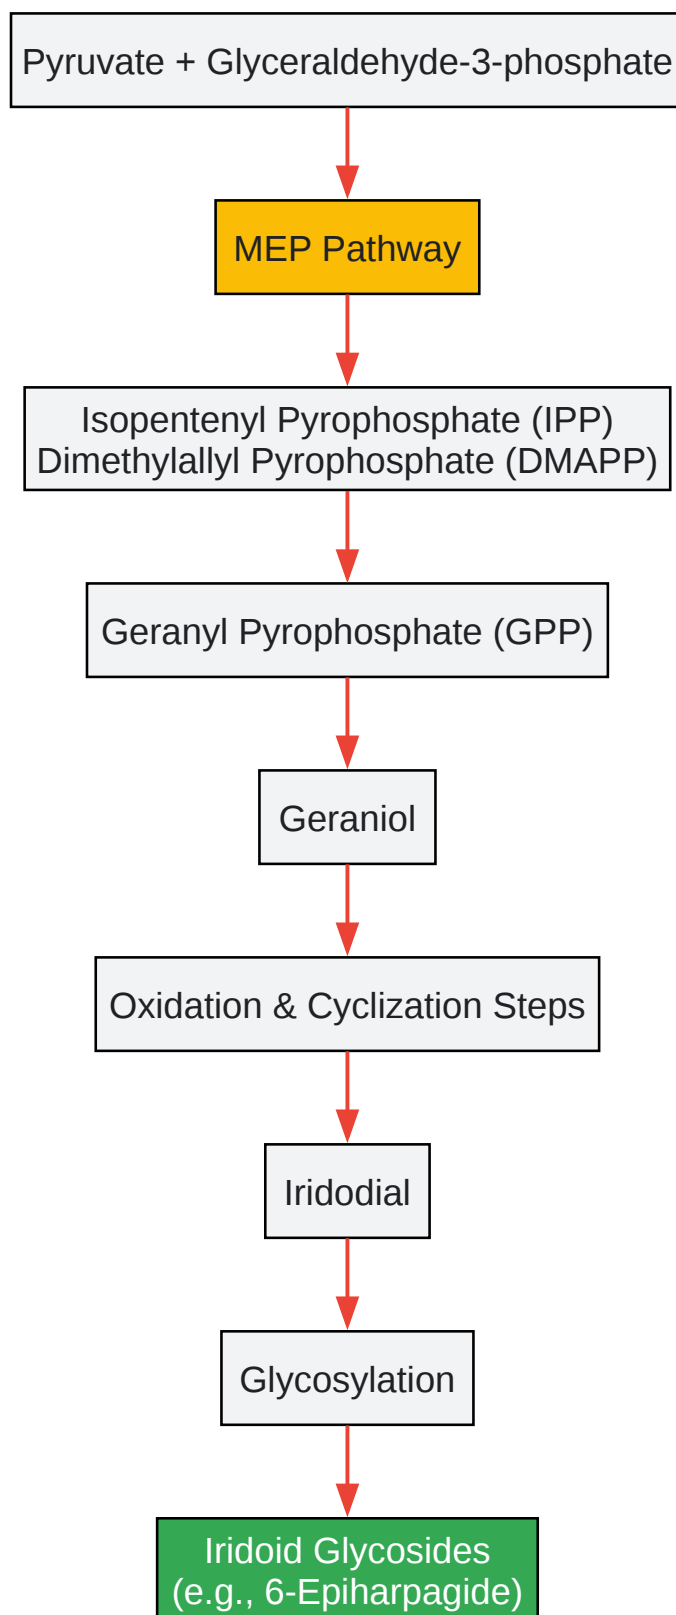 Pyruvate + Glyceraldehyde-3-phosphate
MEP Pathway
Isopentenyl Pyrophosphate (IPP)
Dimethylallyl Pyrophosphate (DMAPP)
Geranyl Pyrophosphate (GPP)
Geraniol
Oxidation & Cyclization Steps
Iridodial
Glycosylation
Iridoid Glycosides
(e.g., 6-Epiharpagide)